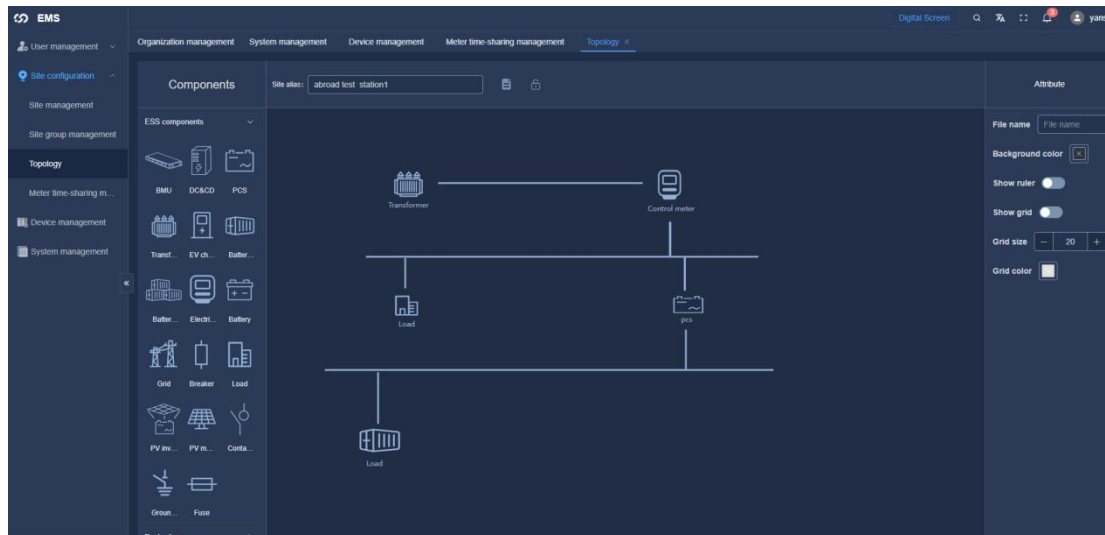 EMS
Digital Screen
3
yans
User management
Site configuration
Site management
Site group management
Topology
Meter time-sharing m...
Device management
System management
Organization management System management Device management Meter time-sharing management Topology ×
Components
Site alias: abroad test station1
Attribute
ESS components
BMU DC&CD PCS
Transf... EV ch... Batter...
Batter... Electri... Battery
Grid Breaker Load
PV inv... PV m... Conta...
Groun... Fuse
Transformer
Control meter
Load
pcs
Load
File name File name
Background color
Show ruler
Show grid
Grid size − 20 +
Grid color